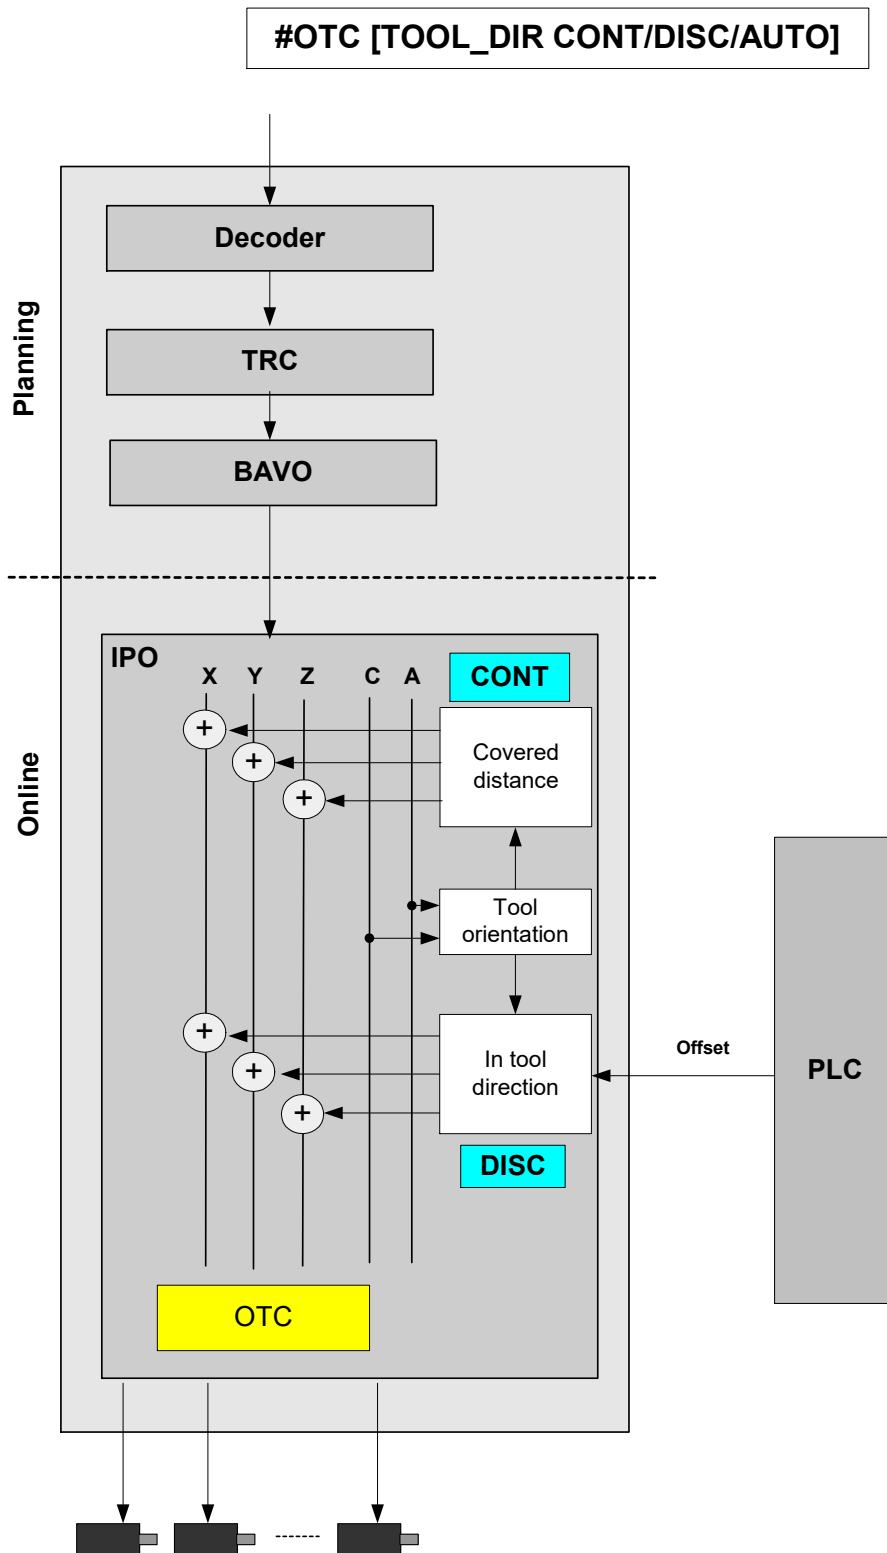 #OTC [TOOL_DIR CONT/DISC/AUTO]
Planning
Decoder
TRC
BAVO
Online
IPO
X Y Z C A
CONT
+
+
+
Covered
distance
Tool
orientation
+
+
+
In tool
direction
Offset
PLC
DISC
OTC